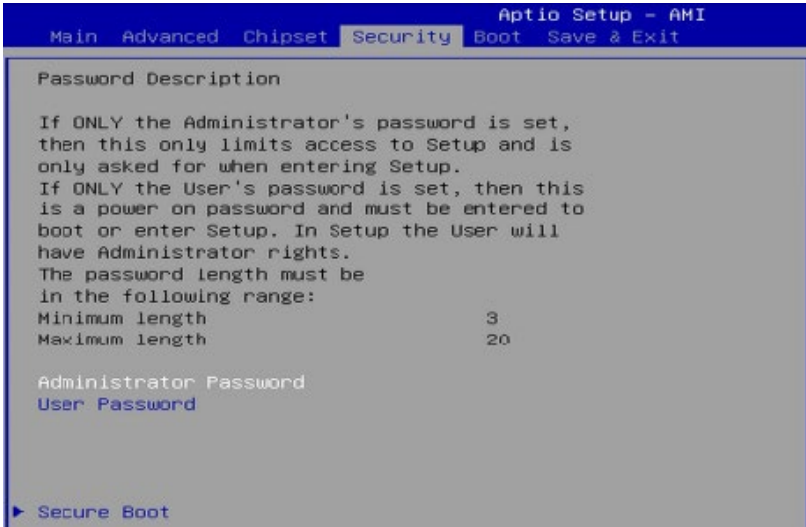 Aptio Setup - AMI
Main Advanced Chipset Security Boot Save & Exit
Password Description
If ONLY the Administrator's password is set,
then this only limits access to Setup and is
only asked for when entering Setup.
If ONLY the User's password is set, then this
is a power on password and must be entered to
boot or enter Setup. In Setup the User will
have Administrator rights.
The password length must be
in the following range:
Minimum length 3
Maximum length 20
Administrator Password
User Password
Secure Boot